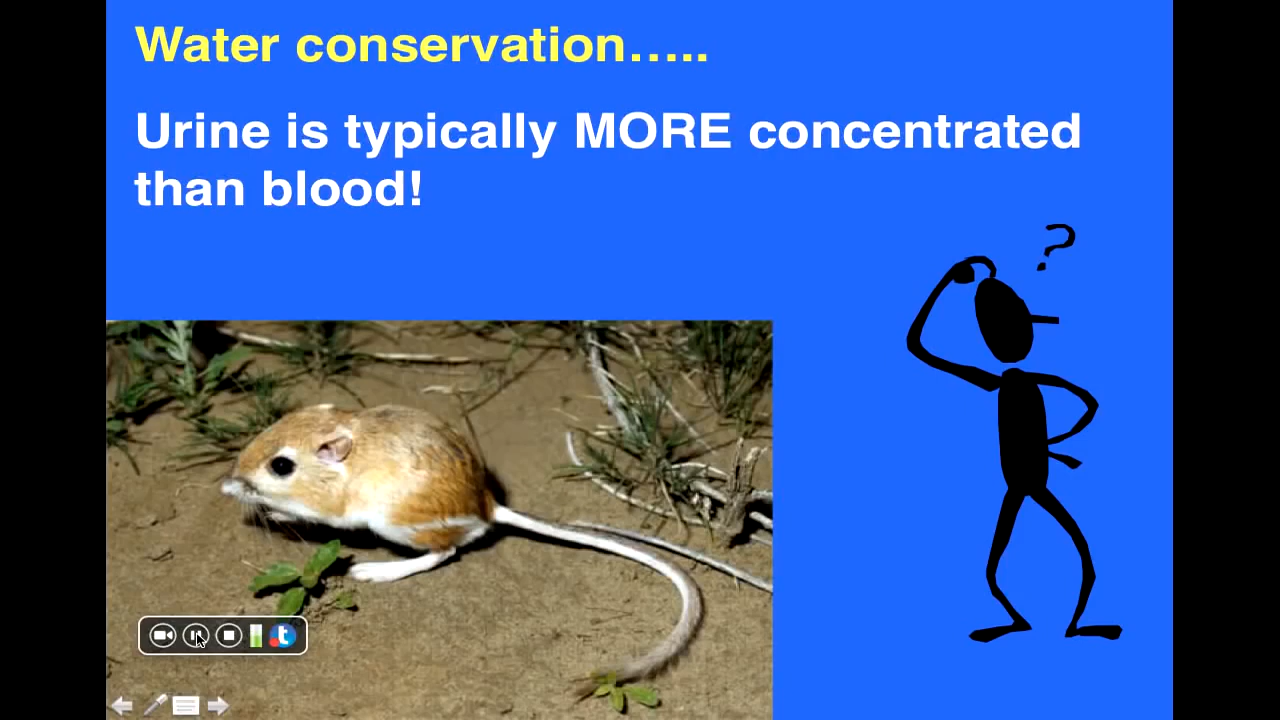 Water conservation…..
Urine is typically MORE concentrated
than blood!
?
t